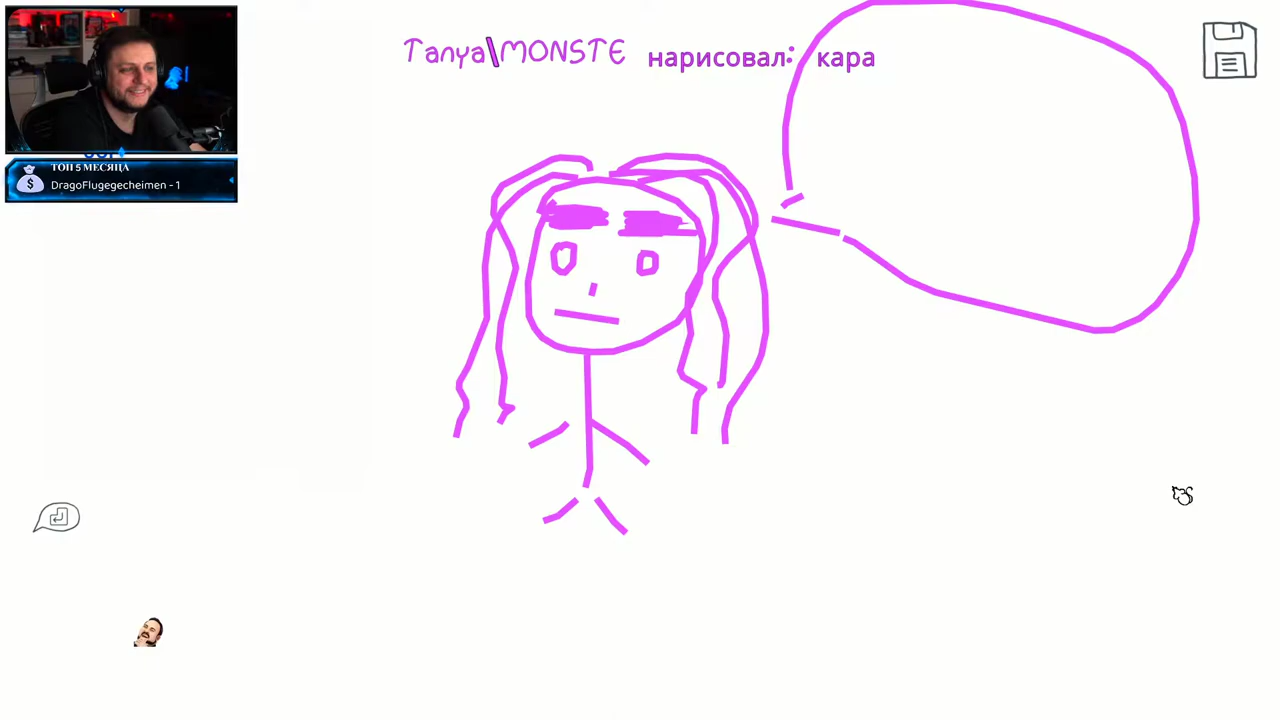 Tanya\MONSTE нарисовал: кара
ТОП 5 МЕСЯЦА
DragoFlugegecheimen - 1